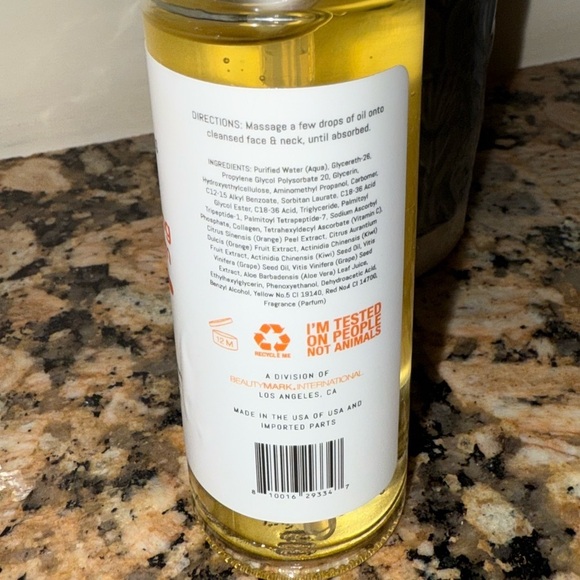 DIRECTIONS: Massage a few drops of oil onto
cleansed face & neck, until absorbed.
INGREDIENTS: Purified Water (Aqua), Glycereth-26,
Propylene Glycol Polysorbate 20, Glycerin,
Hydroxyethylcellulose, Aminomethyl Propanol, Carbomer,
C12-15 Alkyl Benzoate, Sorbitan Laurate, C18-36 Acid
Glycol Ester, C18-36 Acid, Triglyceride, Palmitoyl
Tripeptide-1, Palmitoyl Tetrapeptide-7, Sodium Ascorbyl
Phosphate, Collagen, Tetrahexyldecyl Ascorbate (Vitamin C),
Citrus Sinensis (Orange) Peel Extract, Citrus Aurantium
Dulcis (Orange) Fruit Extract, Actinidia Chinensis (Kiwi)
Fruit Extract, Actinidia Chinensis (Kiwi) Seed Oil, Vitis
Vinifera (Grape) Seed Oil, Vitis Vinifera (Grape) Seed
Extract, Aloe Barbadensis (Aloe Vera) Leaf Juice,
Ethylhexylglycerin, Phenoxyethanol, Dehydroacetic Acid,
Benzyl Alcohol, Yellow No.5 CI 19140, Red No4 CI 14700,
Fragrance (Parfum)
12 M
RECYCLE ME
I'M TESTED
ON PEOPLE
NOT ANIMALS
A DIVISION OF
BEAUTYMARK INTERNATIONAL
LOS ANGELES, CA
MADE IN THE USA OF USA AND
IMPORTED PARTS
8 10016 29334 7